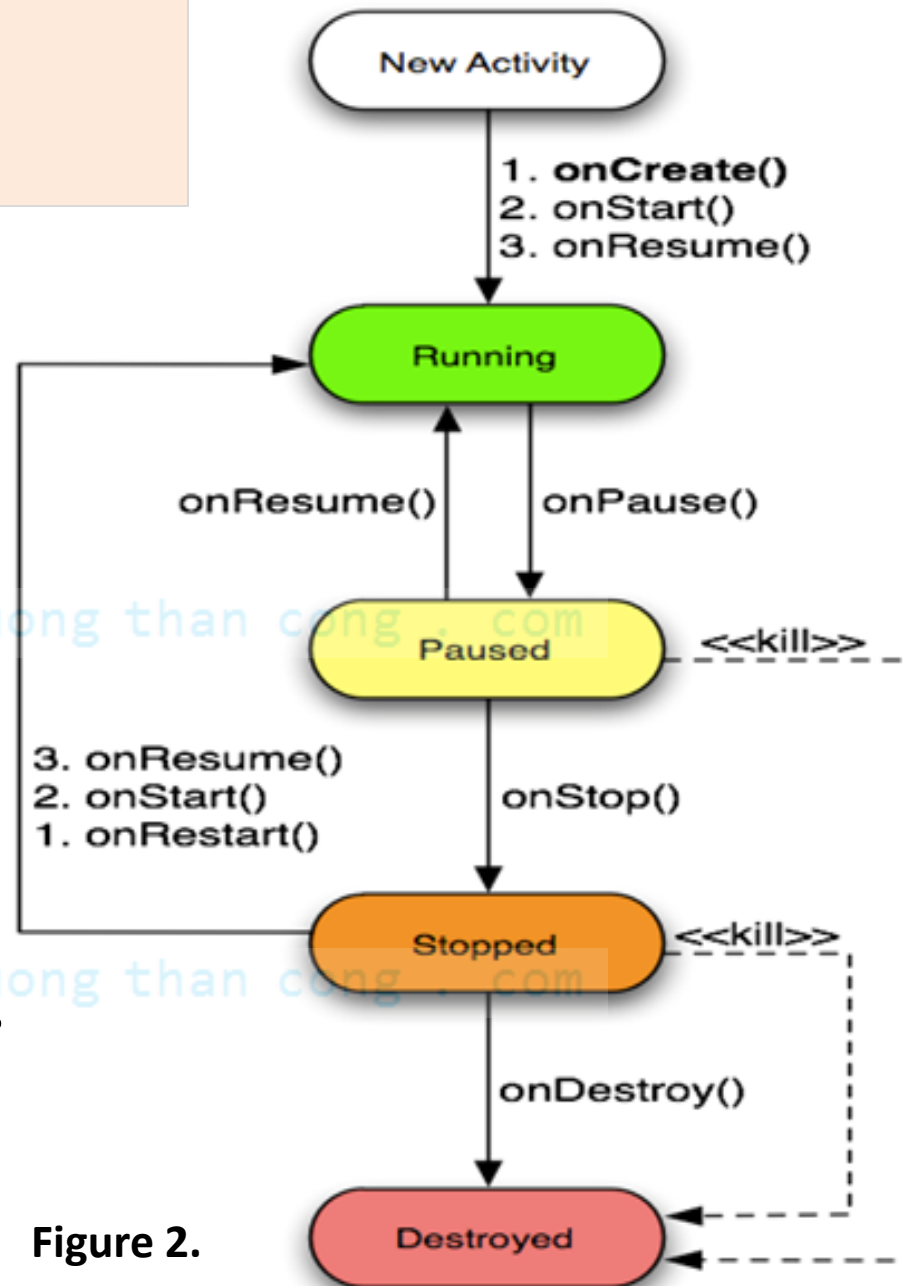 New Activity
1. onCreate()
2. onStart()
3. onResume()
Running
onResume()
onPause()
ong than cong . com
Paused
<<kill>>
3. onResume()
2. onStart()
1. onRestart()
onStop()
Stopped
<<kill>>
ong than cong . com
onDestroy()
Destroyed
Figure 2.